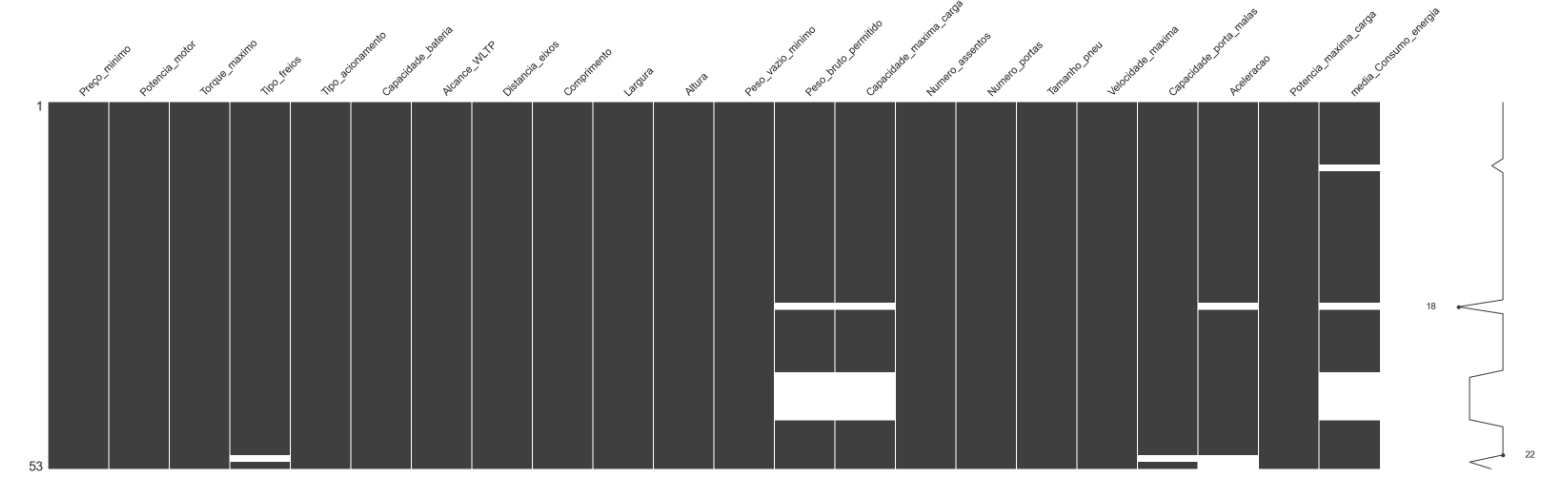 Preço_minimo
Potencia_motor
Torque_maximo
Tipo_freios
Tipo_acionamento
Capacidade_bateria
Alcance_WLTP
Distancia_eixos
Comprimento
Largura
Altura
Peso_vazio_minimo
Peso_bruto_permitido
Capacidade_maxima_carga
Numero_assentos
Numero_portas
Tamanho_pneu
Velocidade_maxima
Capacidade_porta_malas
Aceleracao
Potencia_maxima_carga
media_Consumo_energia
1
18
22
53